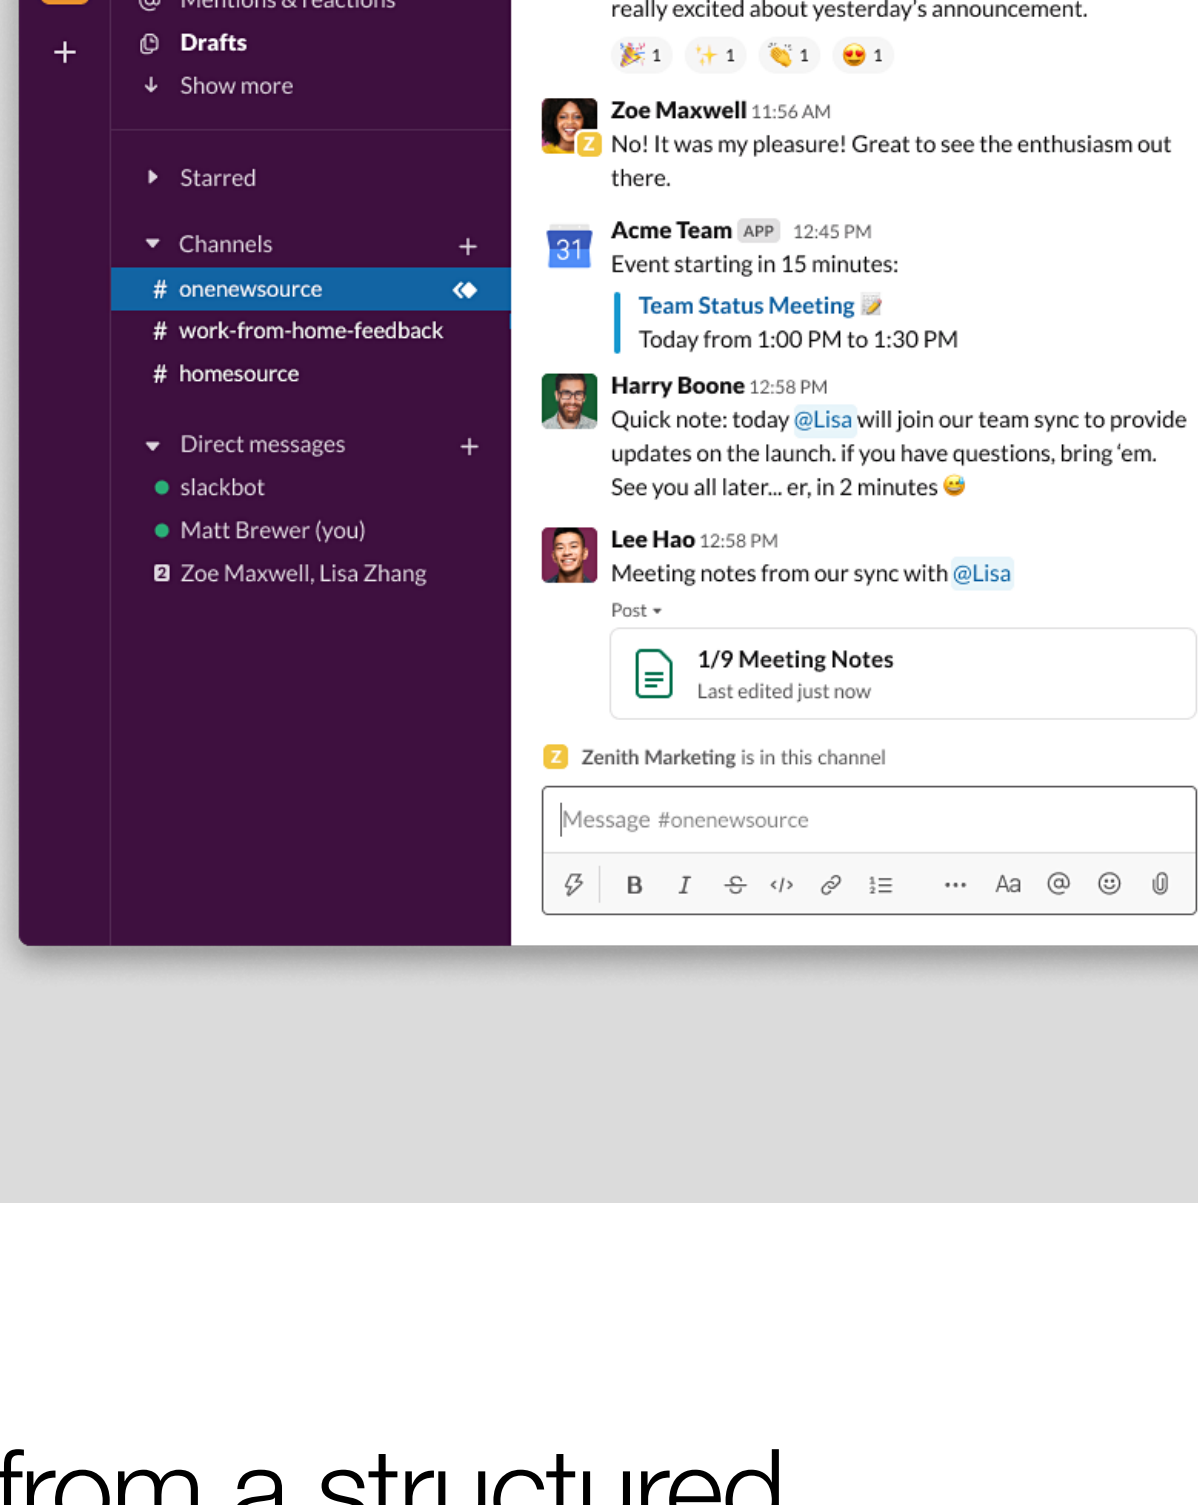 Mentions & reactions
Drafts
Show more
Starred
Channels
# onenewsource
# work-from-home-feedback
# homesource
Direct messages
slackbot
Matt Brewer (you)
2 Zoe Maxwell, Lisa Zhang
really excited about yesterday's announcement.
🎉 1 ✨ 1 👏 1 😍 1
Zoe Maxwell 11:56 AM
Z No! It was my pleasure! Great to see the enthusiasm out
there.
Acme Team APP 12:45 PM
31
Event starting in 15 minutes:
Team Status Meeting 📝
Today from 1:00 PM to 1:30 PM
Harry Boone 12:58 PM
Quick note: today @Lisa will join our team sync to provide
updates on the launch. if you have questions, bring ‘em.
See you all later... er, in 2 minutes 😅
Lee Hao 12:58 PM
Meeting notes from our sync with @Lisa
Post
1/9 Meeting Notes
Last edited just now
Z Zenith Marketing is in this channel
Message #onenewsource
B I S </> Aa @
from a structured